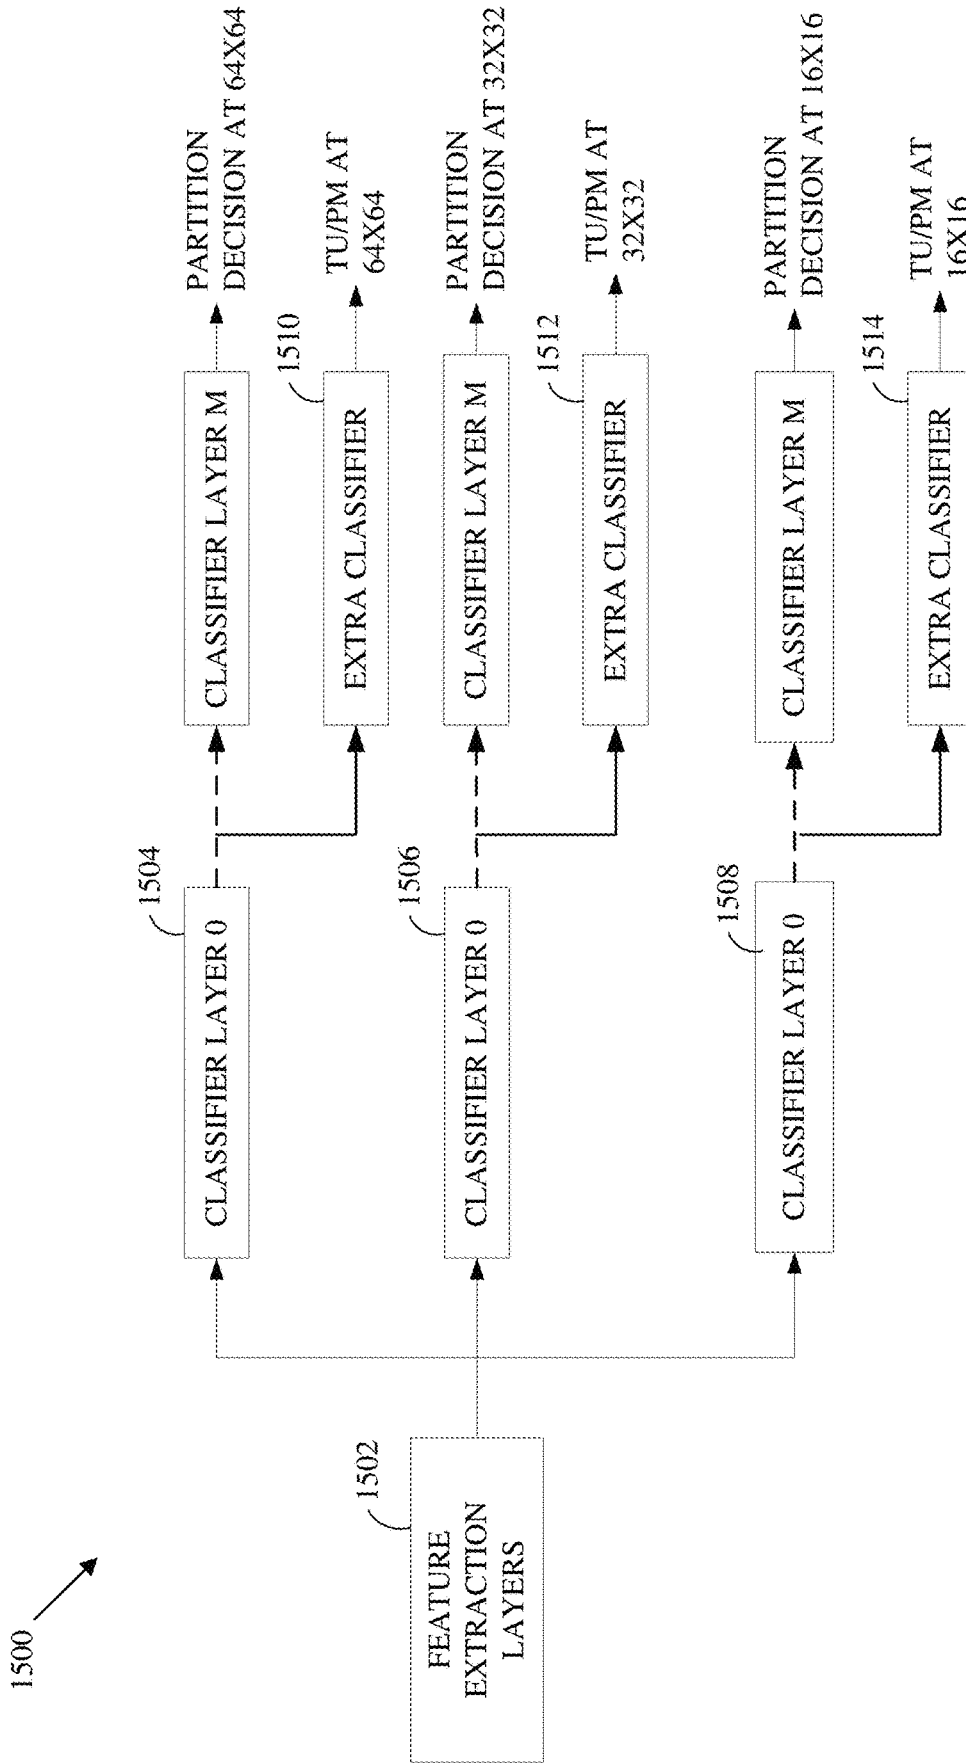 1500
1502
FEATURE
EXTRACTION
LAYERS
1504
CLASSIFIER LAYER 0
CLASSIFIER LAYER M
PARTITION
DECISION AT 64X64
1510
EXTRA CLASSIFIER
TU/PM AT
64X64
1506
CLASSIFIER LAYER 0
CLASSIFIER LAYER M
PARTITION
DECISION AT 32X32
1512
EXTRA CLASSIFIER
TU/PM AT
32X32
1508
CLASSIFIER LAYER 0
CLASSIFIER LAYER M
PARTITION
DECISION AT 16X16
1514
EXTRA CLASSIFIER
TU/PM AT
16X16